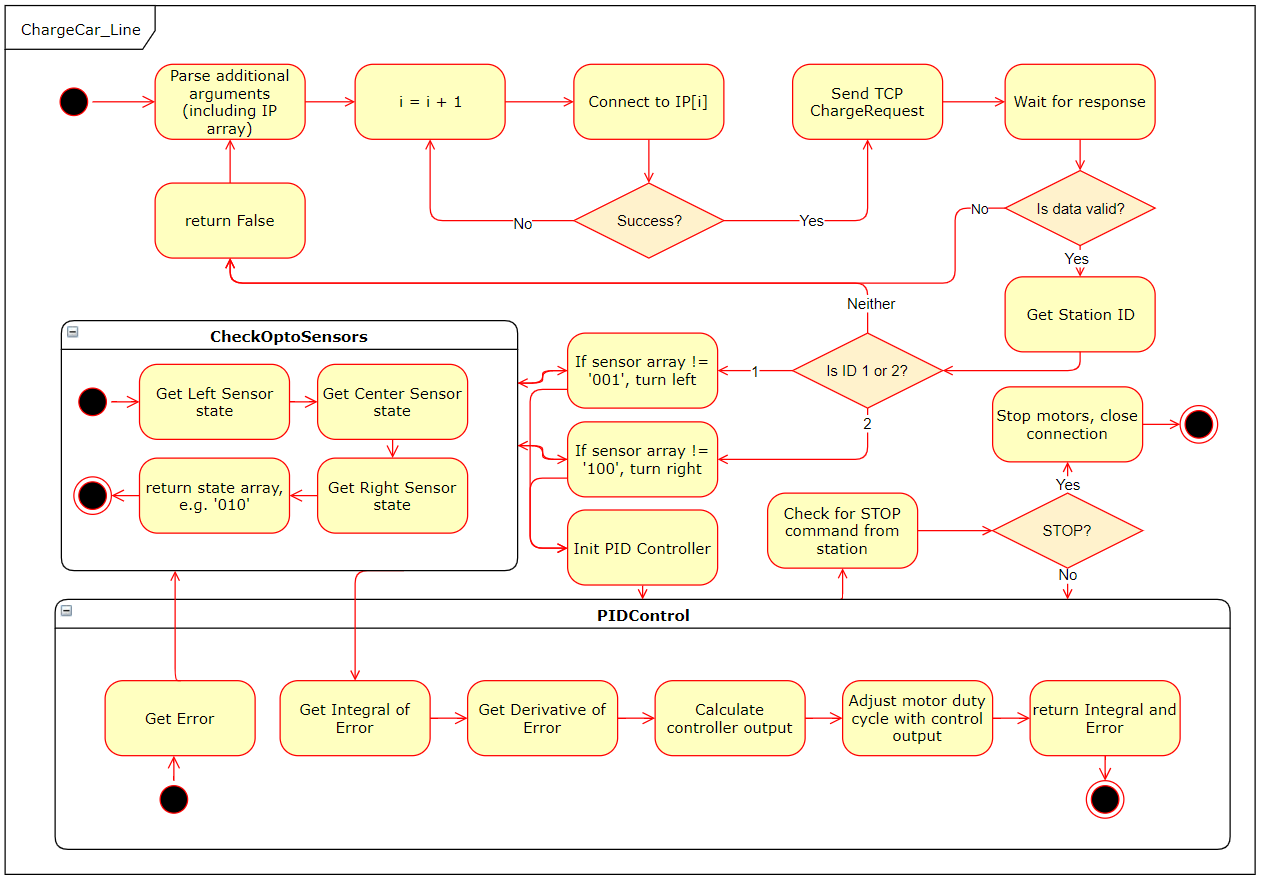 ChargeCar_Line
Parse additional
arguments
(including IP
array)
i = i + 1
Connect to IP[i]
Send TCP
ChargeRequest
Wait for response
return False
No
Success?
Yes
No
Is data valid?
Yes
Get Station ID
Neither
Is ID 1 or 2?
1
2
CheckOptoSensors
Get Left Sensor
state
Get Center Sensor
state
return state array,
e.g. '010'
Get Right Sensor
state
If sensor array !=
'001', turn left
If sensor array !=
'100', turn right
Init PID Controller
Stop motors, close
connection
Yes
Check for STOP
command from
station
STOP?
No
PIDControl
Get Error
Get Integral of
Error
Get Derivative of
Error
Calculate
controller output
Adjust motor duty
cycle with control
output
return Integral and
Error